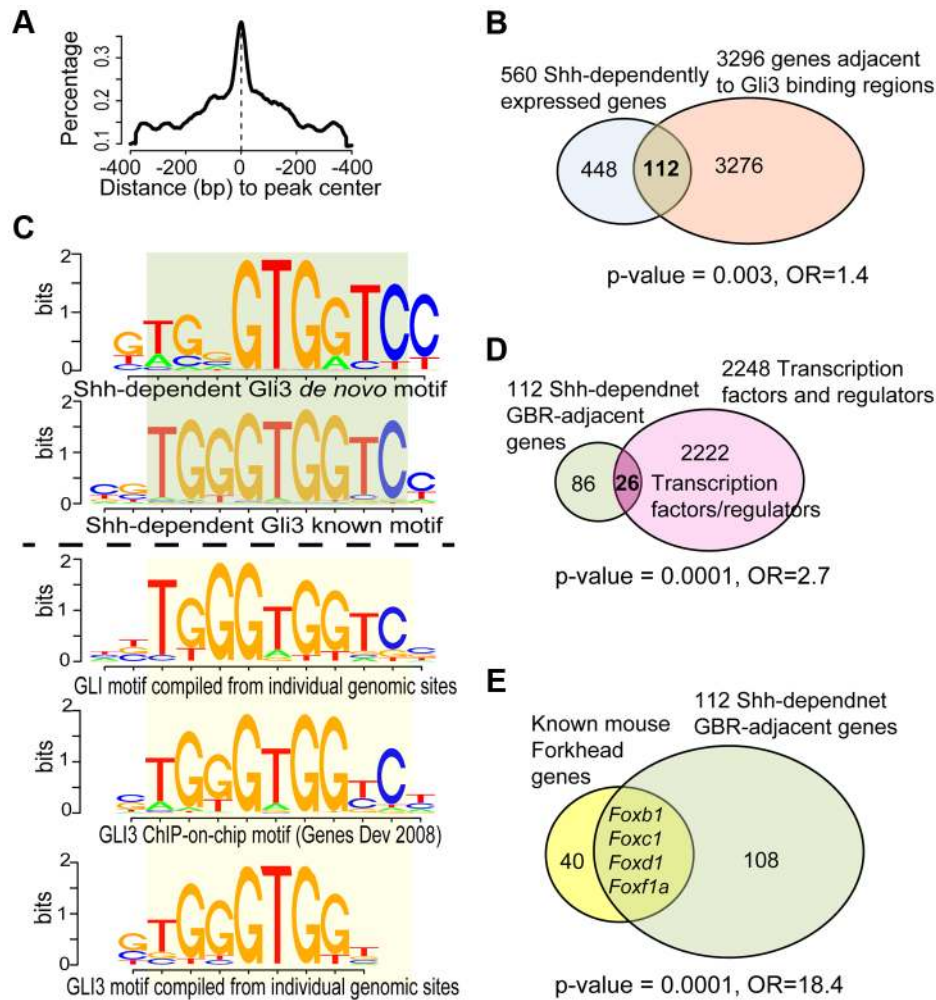 A
Percentage
0.1 0.2 0.3
-400 -200 0 -200 -400
Distance (bp) to peak center
B
560 Shh-dependently
expressed genes
3296 genes adjacent
to Gli3 binding regions
448 112 3276
p-value = 0.003, OR=1.4
C
2
bits
1
0
GTGGGTGGTCC
Shh-dependent Gli3 de novo motif
2
bits
1
0
CGTGGGTGGTCC
Shh-dependent Gli3 known motif
2
bits
1
0
TGGGTGGTC
GLI motif compiled from individual genomic sites
2
bits
1
0
TGGGTGGTC
GLI3 ChIP-on-chip motif (Genes Dev 2008)
2
bits
1
0
GTGGGTGGT
GLI3 motif compiled from individual genomic sites
D
112 Shh-dependnet
GBR-adjacent
genes
2248 Transcription
factors and regulators
86 26 2222
Transcription
factors/regulators
p-value = 0.0001, OR=2.7
E
Known mouse
Forkhead
genes
112 Shh-dependnet
GBR-adjacent genes
40
Foxb1
Foxc1
Foxd1
Foxf1a
108
p-value = 0.0001, OR=18.4